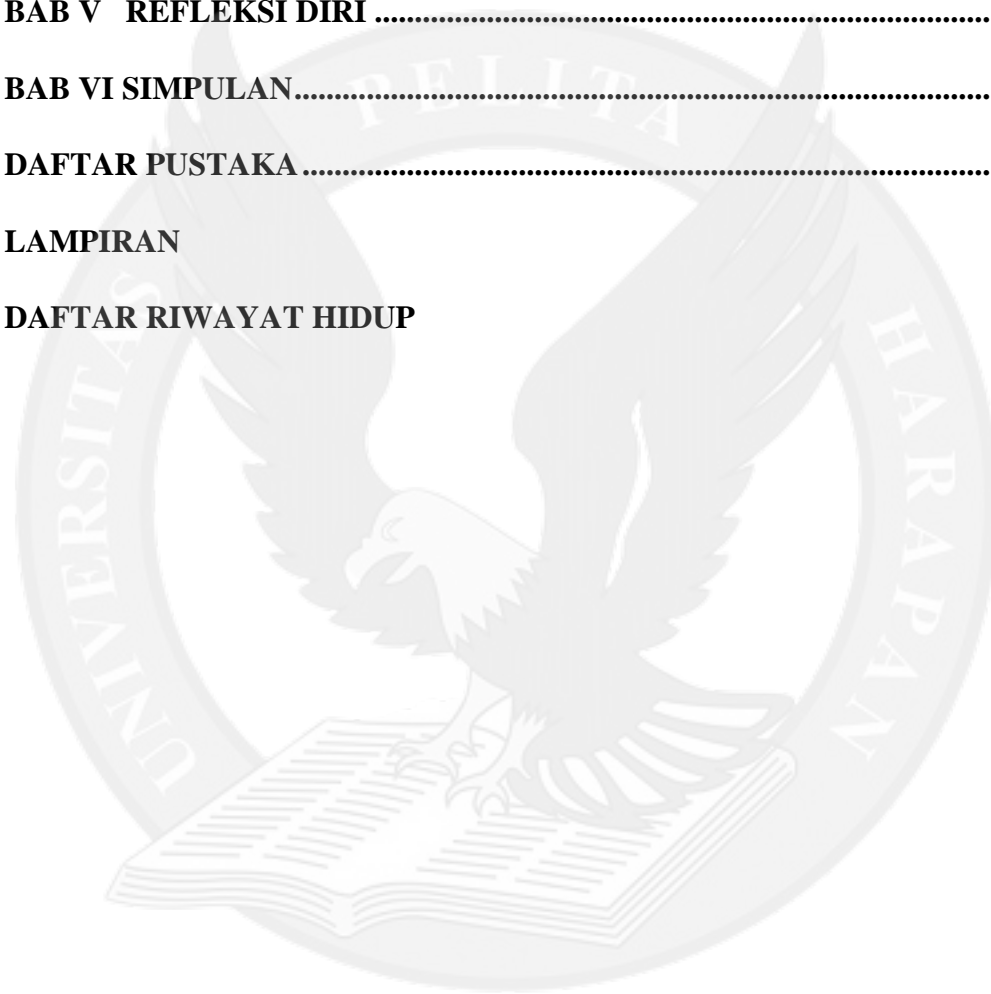 BAB V REFLEKSI DIRI ................................................................................
BAB VI SIMPULAN..........................................................................................
DAFTAR PUSTAKA.........................................................................................
LAMPIRAN
DAFTAR RIWAYAT HIDUP
UNIVERSITAS PELITA HARAPAN